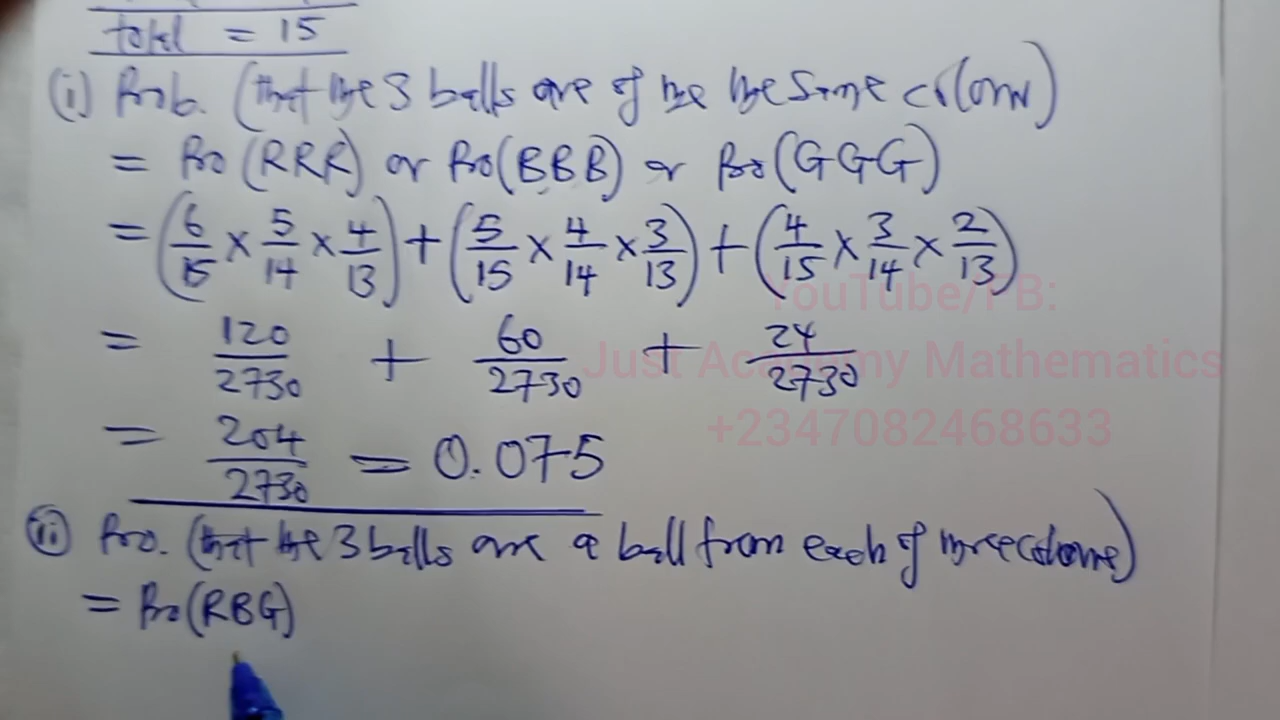 total = 15
(i) Prob. (that the 3 balls are of the the same colour)
= Pro (RRR) or Pro(BBB) or Pro(GGG)
= (6/15 × 5/14 × 4/13) + (5/15 × 4/14 × 3/13) + (4/15 × 3/14 × 2/13)
= 120/2730 + 60/2730 + 24/2730
= 204/2730 = 0.075
(ii) Pro. (that the 3 balls are a ball from each of three colours)
= Pro(RBG)
YouTube/FB:
Just Academy Mathematics
+2347082468633